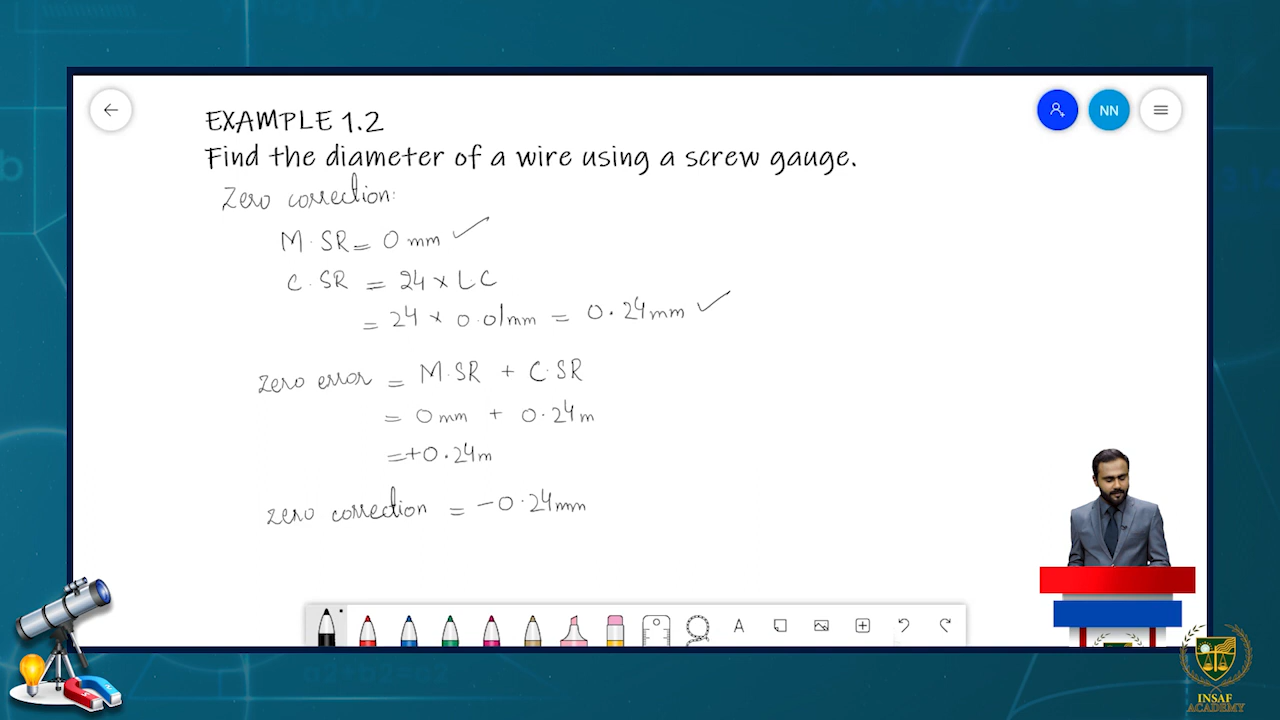 EXAMPLE 1.2
NN
Find the diameter of a wire using a screw gauge.
Zero correction:
M.SR = 0 mm
C.SR = 24 × L.C
= 24 × 0.01mm = 0.24mm
Zero error = M.SR + C.SR
= 0 mm + 0.24m
= +0.24m
zero correction = -0.24mm
A
INSAF
ACADEMY